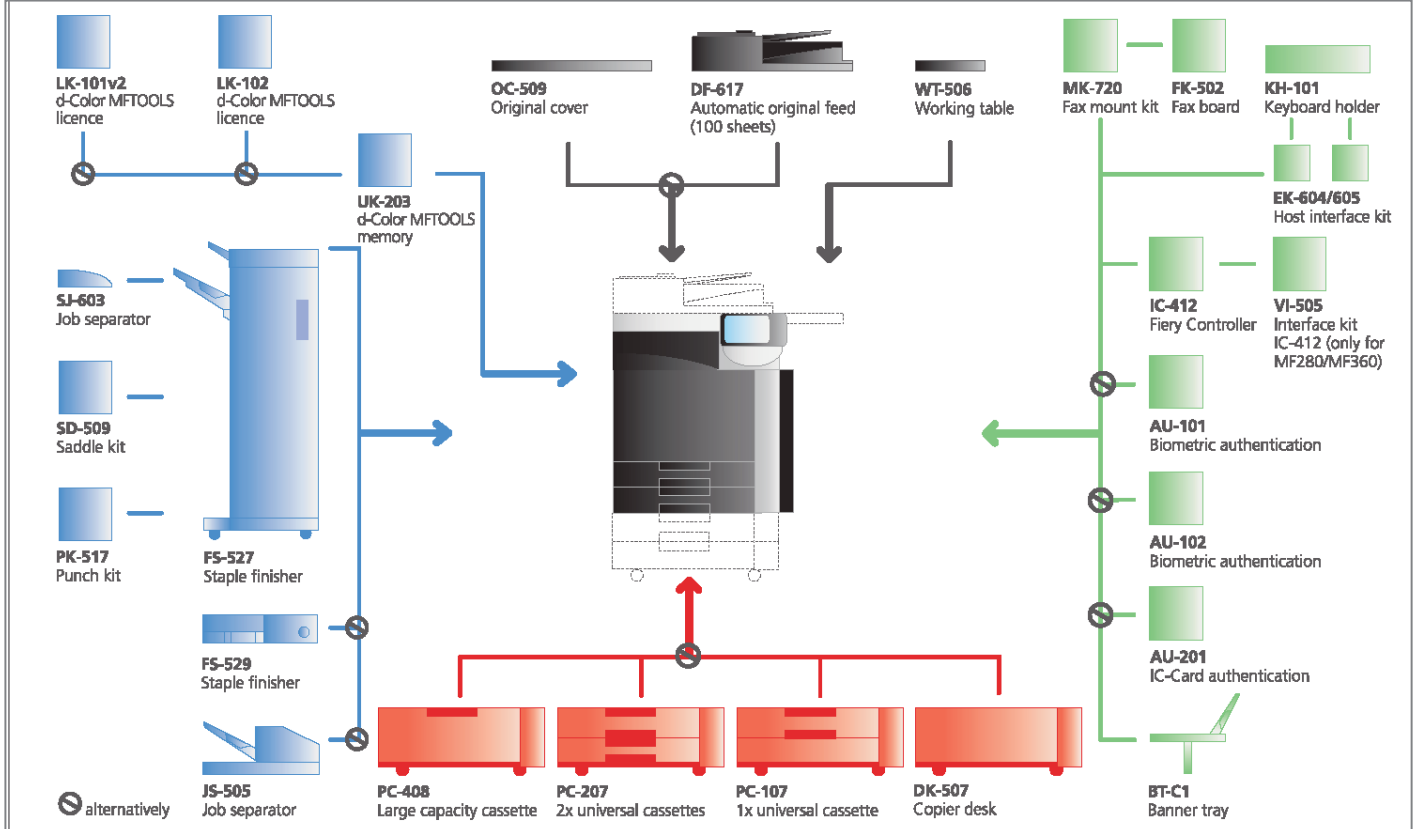 LK-101v2
d-Color MFTOOLS
licence
LK-102
d-Color MFTOOLS
licence
OC-509
Original cover
DF-617
Automatic original feed
(100 sheets)
WT-506
Working table
MK-720
Fax mount kit
FK-502
Fax board
KH-101
Keyboard holder
UK-203
d-Color MFTOOLS
memory
EK-604/605
Host interface kit
SJ-603
Job separator
IC-412
Fiery Controller
VI-505
Interface kit
IC-412 (only for
MF280/MF360)
SD-509
Saddle kit
AU-101
Biometric authentication
PK-517
Punch kit
FS-527
Staple finisher
AU-102
Biometric authentication
FS-529
Staple finisher
AU-201
IC-Card authentication
alternatively
JS-505
Job separator
PC-408
Large capacity cassette
PC-207
2x universal cassettes
PC-107
1x universal cassette
DK-507
Copier desk
BT-C1
Banner tray